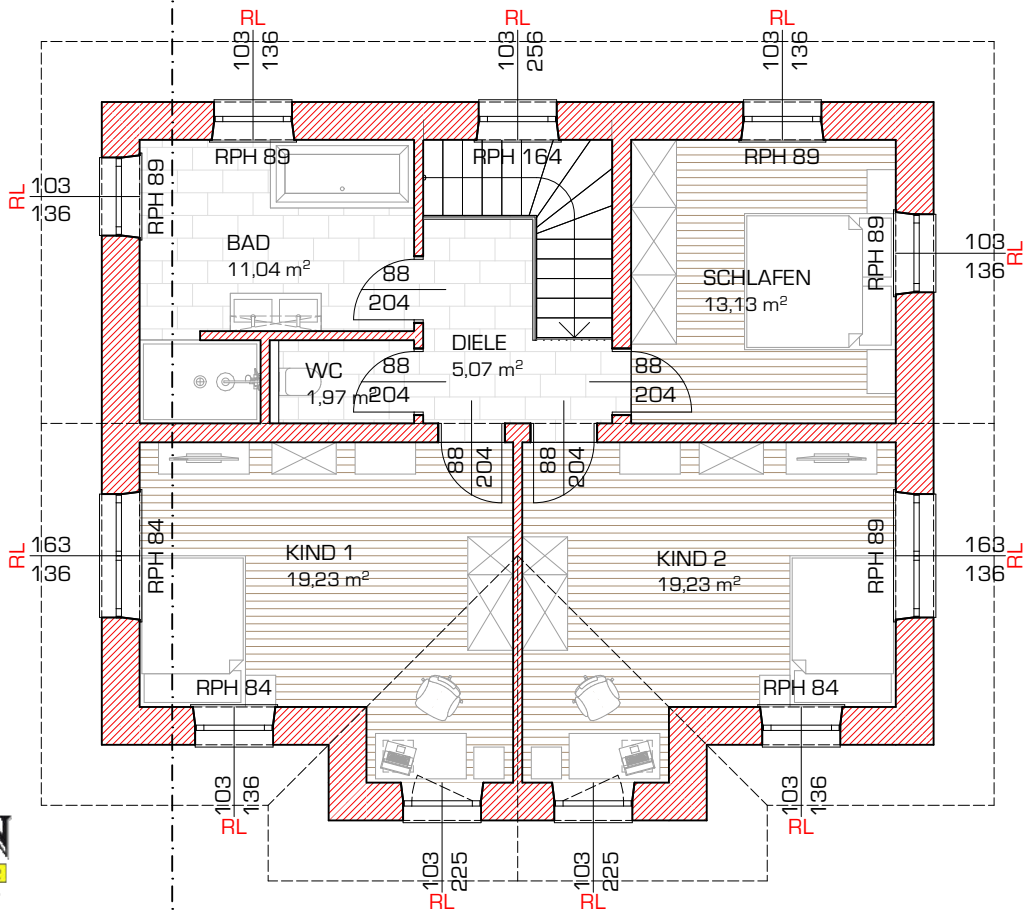 RL
103
136
RL
103
256
RL
103
136
RPH 89
RPH 164
RPH 89
RL
103
136
RPH 89
BAD
11,04 m²
88
204
SCHLAFEN
13,13 m²
RPH 89
103
136
RL
DIELE
5,07 m²
WC
1,97 m²
88
204
88
204
88
204
88
204
RL
163
136
RPH 84
KIND 1
19,23 m²
KIND 2
19,23 m²
RPH 89
163
136
RL
RPH 84
RPH 84
103
136
RL
103
136
RL
N
103
225
RL
103
225
RL